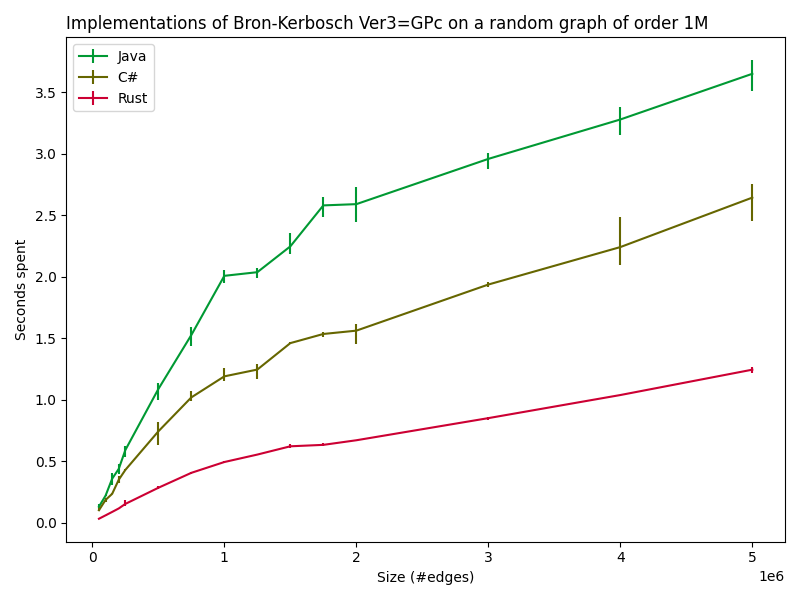 Implementations of Bron-Kerbosch Ver3=GPc on a random graph of order 1M
Java
C#
Rust
Seconds spent
3.5
3.0
2.5
2.0
1.5
1.0
0.5
0.0
0 1 2 3 4 5
1e6
Size (#edges)